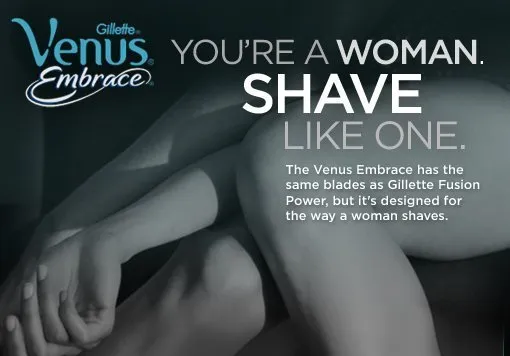 Gillette®
Venus®
Embrace®
YOU'RE A WOMAN.
SHAVE
LIKE ONE.
The Venus Embrace has the
same blades as Gillette Fusion
Power, but it's designed for
the way a woman shaves.